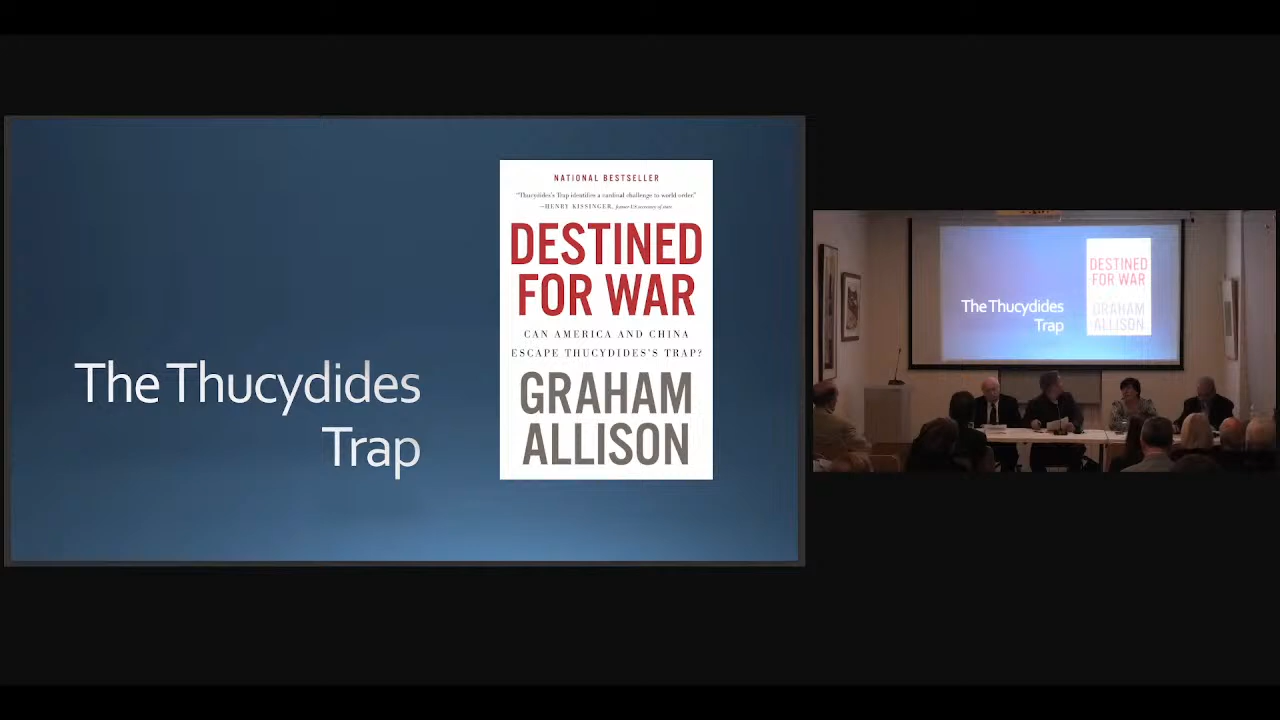 The Thucydides
Trap
NATIONAL BESTSELLER
"Thucydides's Trap identifies a cardinal challenge to world order."
—HENRY KISSINGER, former US secretary of state
DESTINED
FOR WAR
CAN AMERICA AND CHINA
ESCAPE THUCYDIDES'S TRAP?
GRAHAM
ALLISON
The Thucydides
Trap
DESTINED
FOR WAR
GRAHAM
ALLISON